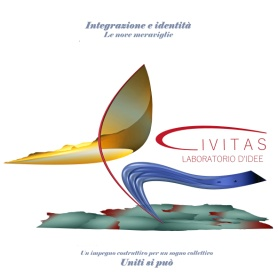 Integrazione e identità
Le nove meraviglie
CIVITAS
LABORATORIO D'IDEE
Un impegno costruttivo per un sogno collettivo
Uniti si può